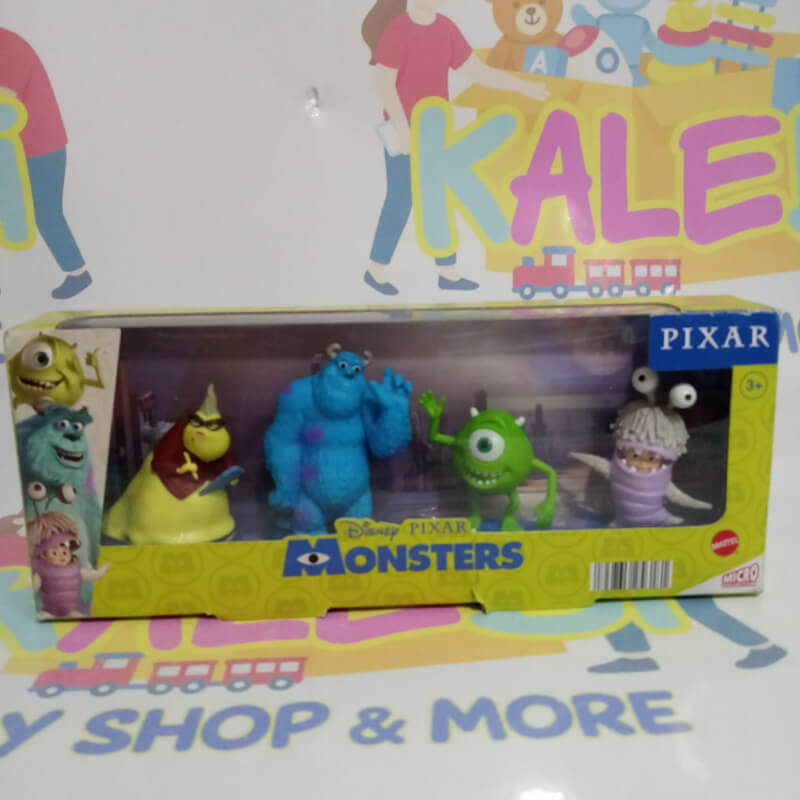 A O
KALE
PIXAR
3+
Disney PIXAR
MONSTERS
MATTEL
MICRO
Y SHOP & MORE